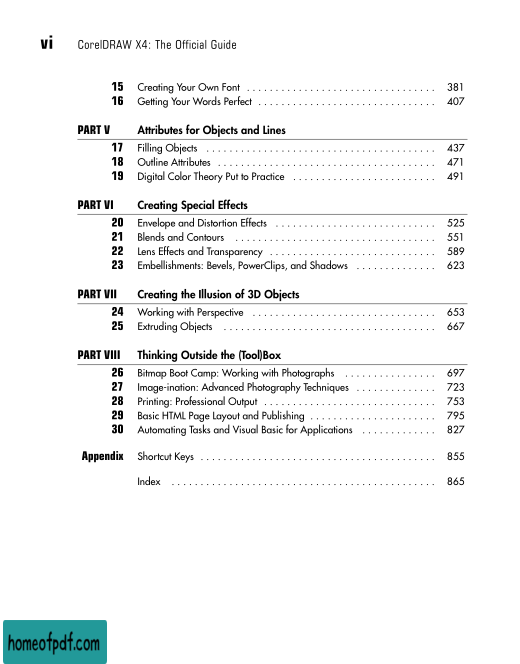 vi CorelDRAW X4: The Official Guide
15 Creating Your Own Font . . . . . . . . . . . . . . . . . . . . . . . . . . . . . . . . . 381
16 Getting Your Words Perfect . . . . . . . . . . . . . . . . . . . . . . . . . . . . . . . 407
PART V Attributes for Objects and Lines
17 Filling Objects . . . . . . . . . . . . . . . . . . . . . . . . . . . . . . . . . . . . . . . . 437
18 Outline Attributes . . . . . . . . . . . . . . . . . . . . . . . . . . . . . . . . . . . . . . 471
19 Digital Color Theory Put to Practice . . . . . . . . . . . . . . . . . . . . . . . . . 491
PART VI Creating Special Effects
20 Envelope and Distortion Effects . . . . . . . . . . . . . . . . . . . . . . . . . . . . 525
21 Blends and Contours . . . . . . . . . . . . . . . . . . . . . . . . . . . . . . . . . . . 551
22 Lens Effects and Transparency . . . . . . . . . . . . . . . . . . . . . . . . . . . . . 589
23 Embellishments: Bevels, PowerClips, and Shadows . . . . . . . . . . . . . . 623
PART VII Creating the Illusion of 3D Objects
24 Working with Perspective . . . . . . . . . . . . . . . . . . . . . . . . . . . . . . . . 653
25 Extruding Objects . . . . . . . . . . . . . . . . . . . . . . . . . . . . . . . . . . . . . 667
PART VIII Thinking Outside the (Tool)Box
26 Bitmap Boot Camp: Working with Photographs . . . . . . . . . . . . . . . . 697
27 Image-ination: Advanced Photography Techniques . . . . . . . . . . . . . . 723
28 Printing: Professional Output . . . . . . . . . . . . . . . . . . . . . . . . . . . . . . 753
29 Basic HTML Page Layout and Publishing . . . . . . . . . . . . . . . . . . . . . . 795
30 Automating Tasks and Visual Basic for Applications . . . . . . . . . . . . . 827
Appendix Shortcut Keys . . . . . . . . . . . . . . . . . . . . . . . . . . . . . . . . . . . . . . . . . 855
Index . . . . . . . . . . . . . . . . . . . . . . . . . . . . . . . . . . . . . . . . . . . . . . 865
homeofpdf.com